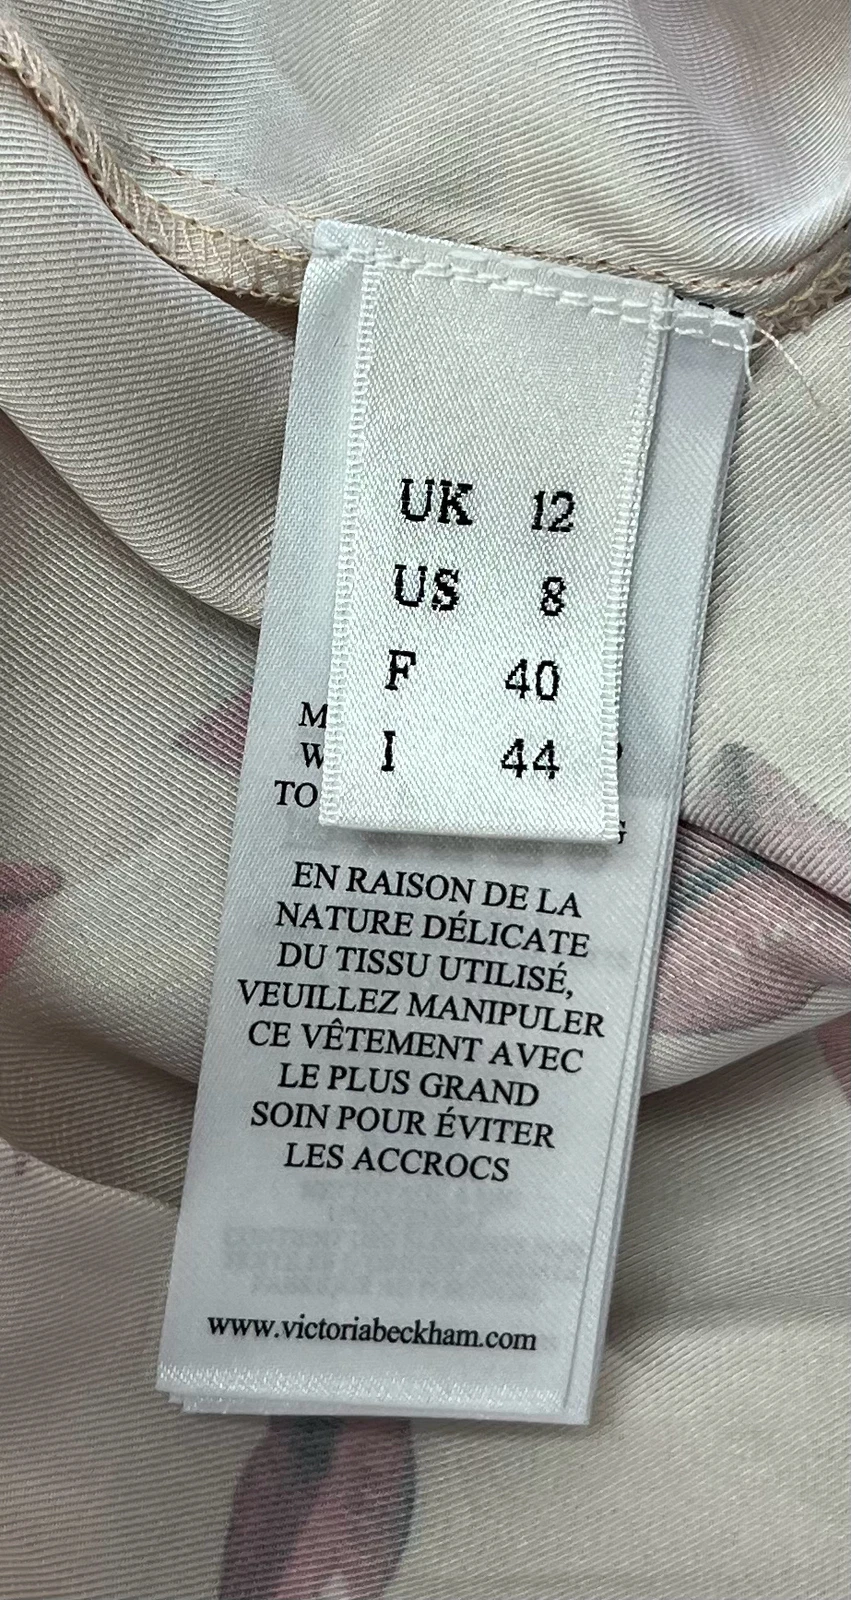 UK 12
US 8
F 40
I 44
TO
EN RAISON DE LA
NATURE DÉLICATE
DU TISSU UTILISÉ,
VEUILLEZ MANIPULER
CE VÊTEMENT AVEC
LE PLUS GRAND
SOIN POUR ÉVITER
LES ACCROCS
www.victoriabeckham.com